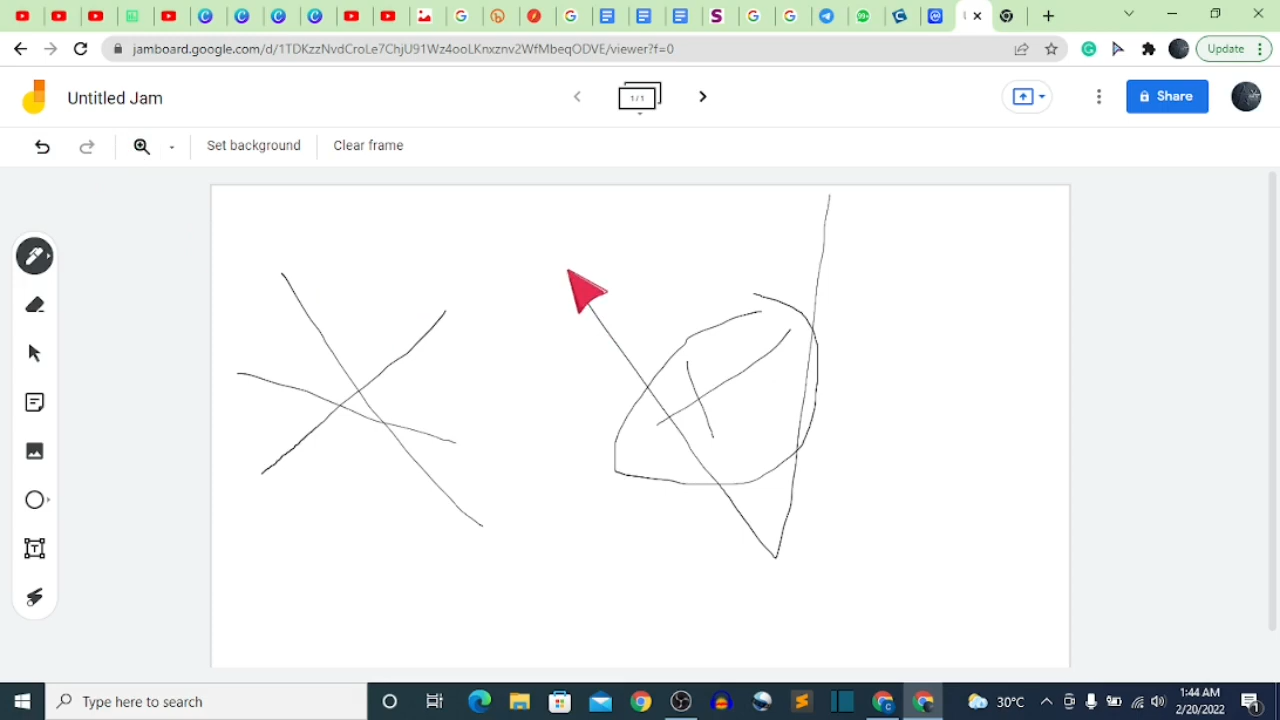 jamboard.google.com/d/1TDKzzNvdCroLe7ChjU91Wz4ooLKnxznv2WfMbeqODVE/viewer?f=0
Update
Untitled Jam
1/1
Share
Set background
Clear frame
Type here to search
30°C
1:44 AM
2/20/2022